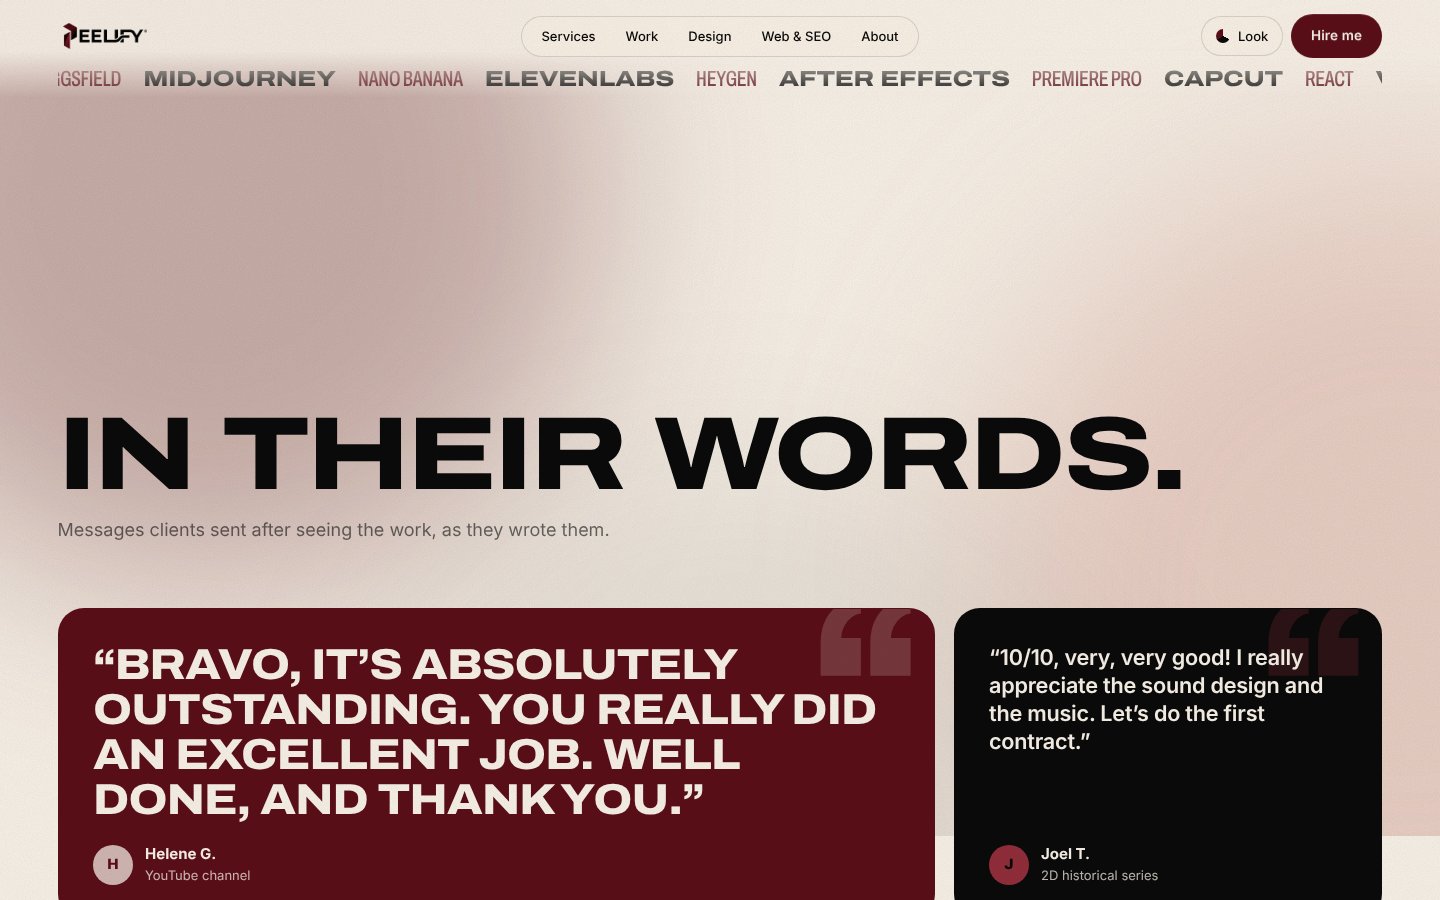 REELIFY
Services
Work
Design
Web & SEO
About
Look
Hire me
GSFIELD MIDJOURNEY NANO BANANA ELEVENLABS HEYGEN AFTER EFFECTS PREMIERE PRO CAPCUT REACT
IN THEIR WORDS.
Messages clients sent after seeing the work, as they wrote them.
“BRAVO, IT’S ABSOLUTELY
OUTSTANDING. YOU REALLY DID
AN EXCELLENT JOB. WELL
DONE, AND THANK YOU.”
H
Helene G.
YouTube channel
“10/10, very, very good! I really
appreciate the sound design and
the music. Let’s do the first
contract.”
J
Joel T.
2D historical series